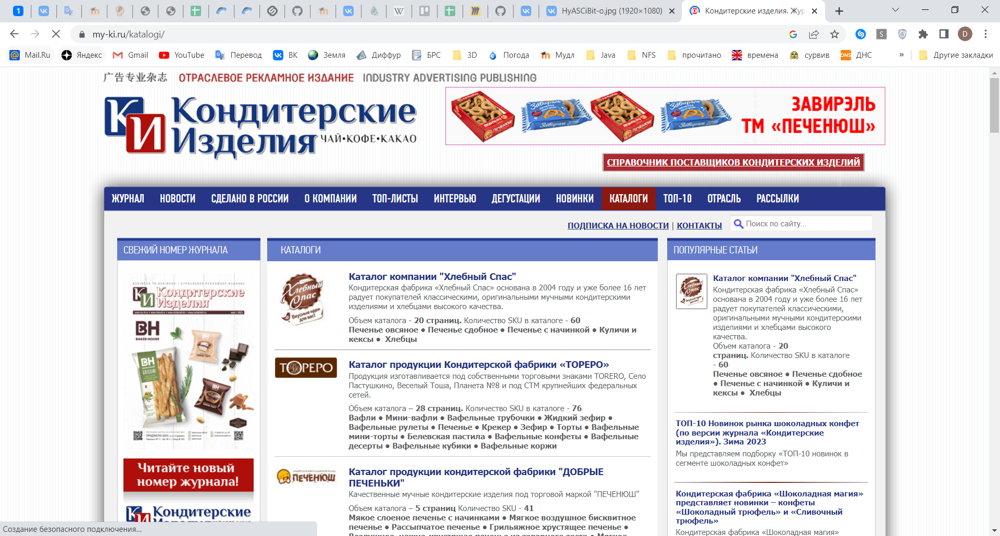 1
HyASCiBit-o.jpg (1920×1080)
Кондитерские изделия. Жур
my-ki.ru/katalogi/
S
D
Mail.Ru
Яндекс
Gmail
YouTube
Перевод
ВК
Земля
Диффур
БРС
3D
Погода
Мудл
Java
NFS
прочитано
времена
сурвив
ДНС
»
Другие закладки
广告专业杂志 ОТРАСЛЕВОЕ РЕКЛАМНОЕ ИЗДАНИЕ INDUSTRY ADVERTISING PUBLISHING
КИ
Кондитерские
Изделия
ЧАЙ•КОФЕ•КАКАО
ЗАВИРЭЛЬ
ТМ «ПЕЧЕНЮШ»
СПРАВОЧНИК ПОСТАВЩИКОВ КОНДИТЕРСКИХ ИЗДЕЛИЙ
ЖУРНАЛ НОВОСТИ СДЕЛАНО В РОССИИ О КОМПАНИИ ТОП-ЛИСТЫ ИНТЕРВЬЮ ДЕГУСТАЦИИ НОВИНКИ КАТАЛОГИ ТОП-10 ОТРАСЛЬ РАССЫЛКИ
ПОДПИСКА НА НОВОСТИ | КОНТАКТЫ
Поиск по сайту...
СВЕЖИЙ НОМЕР ЖУРНАЛА
КИ Кондитерские
Изделия
BH
BAKER HOUSE
BH
GRISSINI
Читайте новый
номер журнала!
Кондитерские
КАТАЛОГИ
Хлебный
Спас
Вкусные идеи
для вас!
Каталог компании "Хлебный Спас"
Кондитерская фабрика «Хлебный Спас» основана в 2004 году и уже более 16 лет
радует покупателей классическими, оригинальными мучными кондитерскими
изделиями и хлебцами высокого качества.
Объем каталога - 20 страниц. Количество SKU в каталоге - 60
Печенье овсяное ● Печенье сдобное ● Печенье с начинкой ● Куличи и
кексы ● Хлебцы
ТОРЕРО
Каталог продукции Кондитерской фабрики «ТОРЕРО»
Продукция изготавливается под собственными торговыми знаками TORERO, Село
Пастушкино, Веселый Тоша, Планета №8 и под СТМ крупнейших федеральных
сетей.
Объем каталога – 28 страниц. Количество SKU в каталоге - 76
Вафли ● Мини-вафли ● Вафельные трубочки ● Жидкий зефир ●
Вафельные рулеты ● Печенье ● Крекер ● Зефир ● Торты ● Вафельные
мини-торты ● Белевская пастила ● Вафельные конфеты ● Вафельные
десерты ● Вафельные кубики ● Вафельные коржи
ПЕЧЕНЮШ
Каталог продукции кондитерской фабрики "ДОБРЫЕ
ПЕЧЕНЬКИ"
Качественные мучные кондитерские изделия под торговой маркой "ПЕЧЕНЮШ"
Объем каталога – 5 страниц Количество SKU - 41
Мякое слоеное печенье с начинками ● Мягкое воздушное бисквитное
печенье ● Рассыпчатое печенье ● Грильяжное хрустящее печенье ●
ПОПУЛЯРНЫЕ СТАТЬИ
Хлебный
Спас
Каталог компании "Хлебный Спас"
Кондитерская фабрика «Хлебный Спас»
основана в 2004 году и уже более 16 лет
радует покупателей классическими,
оригинальными мучными кондитерскими
изделиями и хлебцами высокого
качества.
Объем каталога - 20
страниц. Количество SKU в каталоге
- 60
Печенье овсяное ● Печенье сдобное
● Печенье с начинкой ● Куличи и
кексы ● Хлебцы
ТОП-10 Новинок рынка шоколадных конфет
(по версии журнала «Кондитерские
изделия»). Зима 2023
Мы представляем подборку «ТОП-10 новинок в
сегменте шоколадных конфет»
Кондитерская фабрика «Шоколадная магия»
представляет новинки – конфеты
«Шоколадный трюфель» и «Сливочный
трюфель»
Кондитерская фабрика «Шоколадная магия»
Создание безопасного подключения...